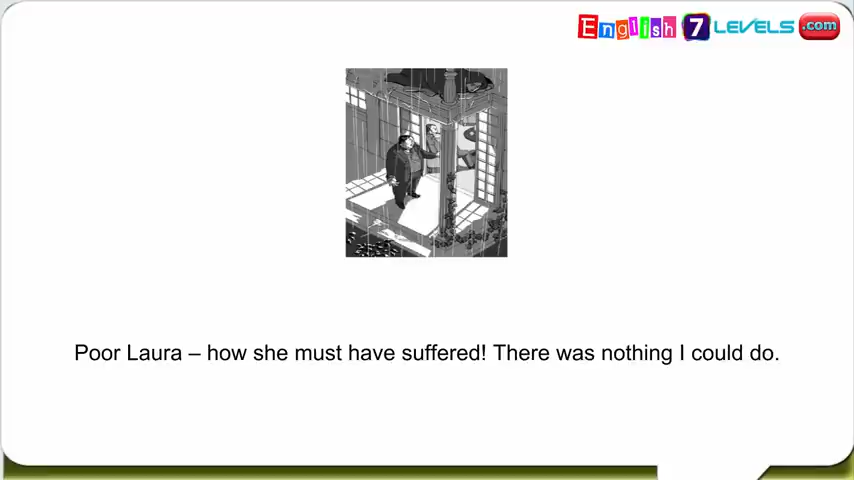 English 7 LEVELS .com
Poor Laura – how she must have suffered! There was nothing I could do.